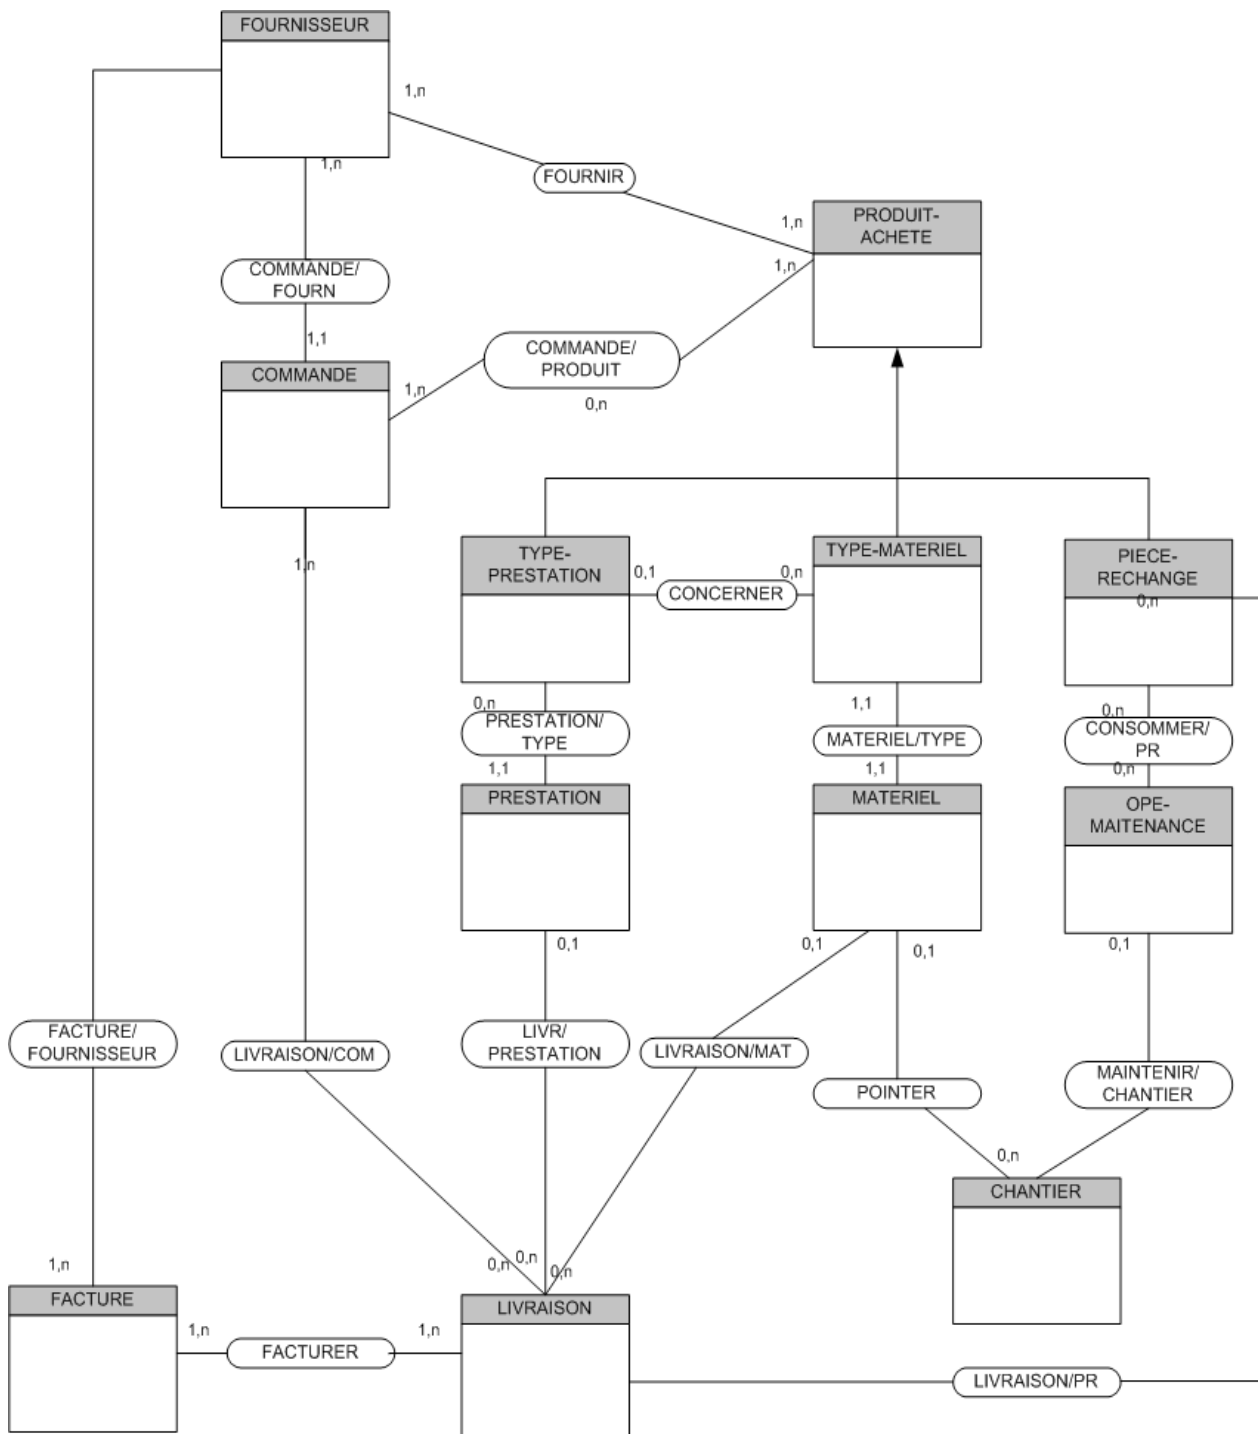 FOURNISSEUR
1,n
1,n
FOURNIR
PRODUIT-
ACHETE
1,n
COMMANDE/
FOURN
1,n
1,1
COMMANDE/
PRODUIT
COMMANDE
1,n
0,n
TYPE-
PRESTATION
TYPE-MATERIEL
PIECE-
RECHANGE
1,n
0,1
0,n
CONCERNER
0,n
0,n
1,1
0,n
PRESTATION/
TYPE
MATERIEL/TYPE
CONSOMMER/
PR
1,1
1,1
0,n
PRESTATION
MATERIEL
OPE-
MAITENANCE
0,1
0,1
0,1
0,1
FACTURE/
FOURNISSEUR
LIVRAISON/COM
LIVR/
PRESTATION
LIVRAISON/MAT
POINTER
MAINTENIR/
CHANTIER
0,n
CHANTIER
1,n
0,n
0,n
0,n
FACTURE
LIVRAISON
1,n
FACTURER
1,n
LIVRAISON/PR